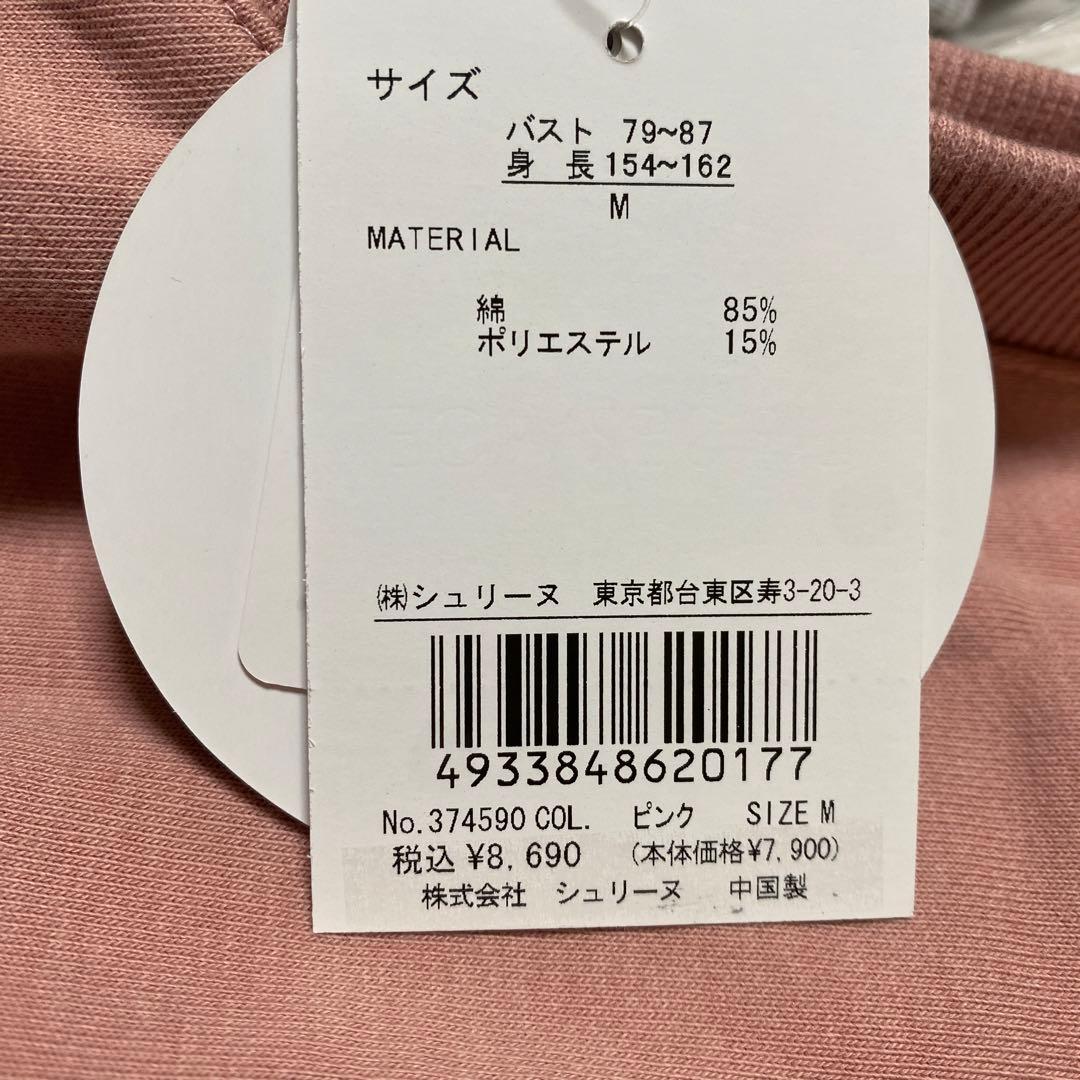 サイズ
バスト 79~87
身 長 154~162
M
MATERIAL
綿 85%
ポリエステル 15%
㈱シュリーヌ 東京都台東区寿3-20-3
4933848620177
No.374590 COL. ピンク SIZE M
税込 ¥8,690 (本体価格¥7,900)
株式会社 シュリーヌ 中国製